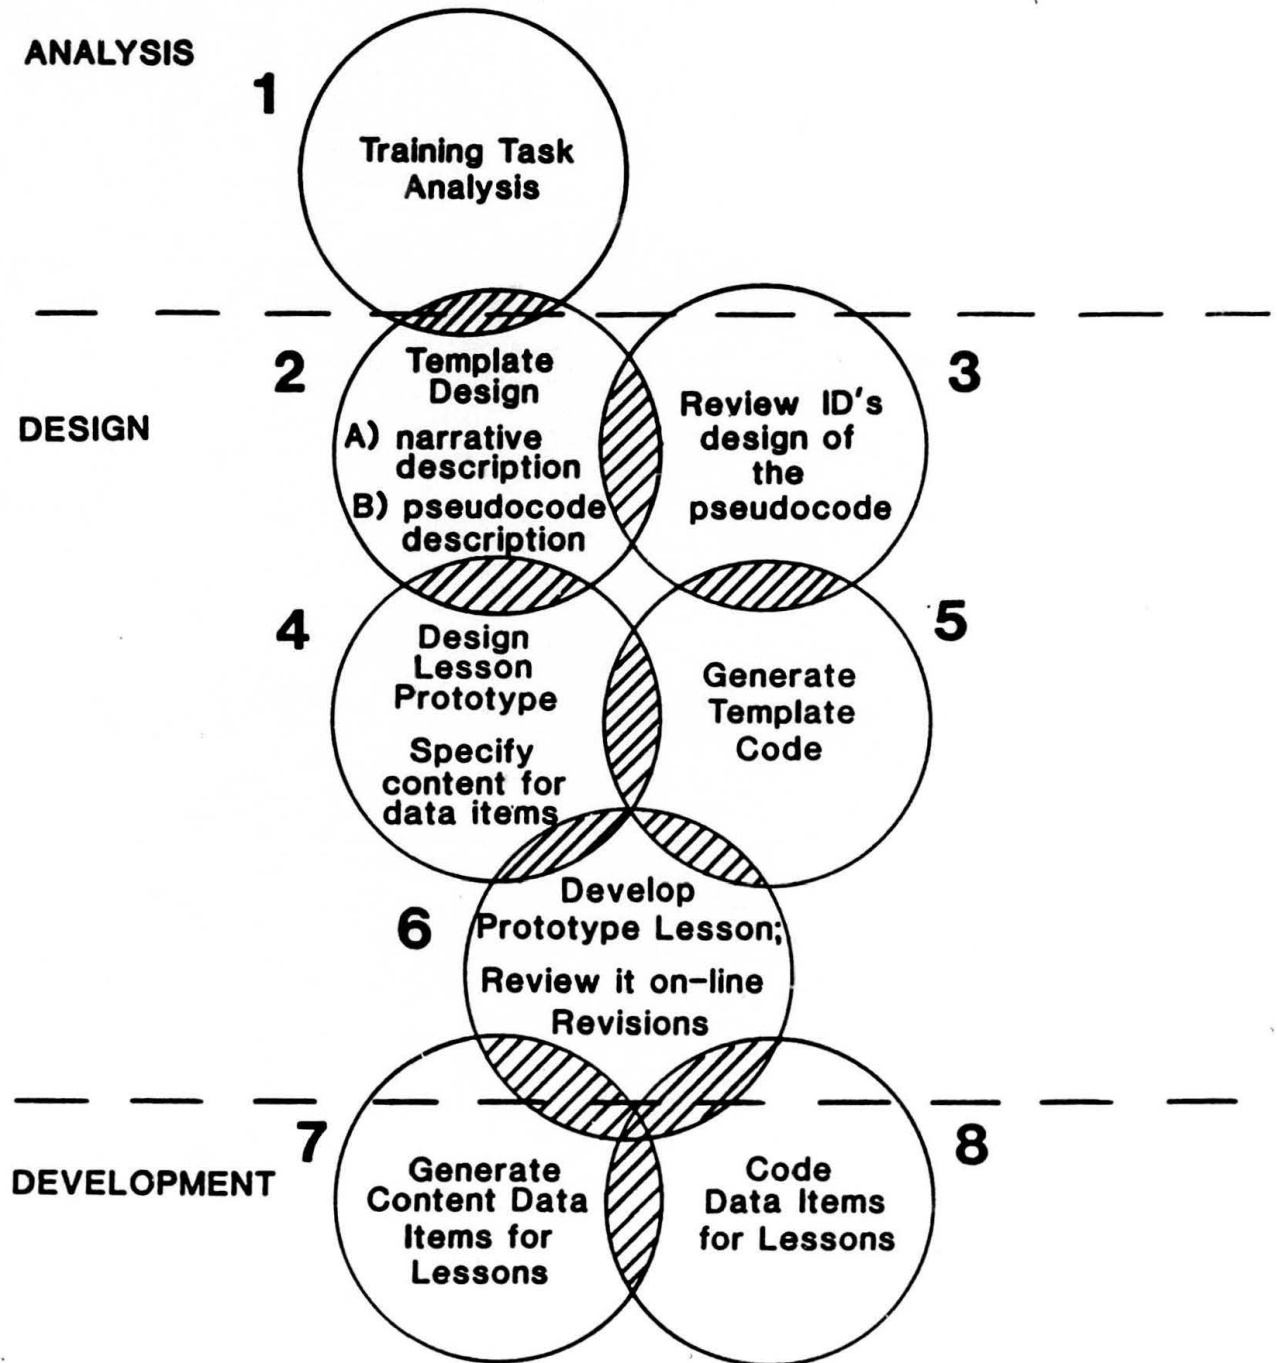 ANALYSIS
1
Training Task
Analysis
2
Template
Design
A) narrative
description
B) pseudocode
description
3
Review ID's
design of
the
pseudocode
DESIGN
4
Design
Lesson
Prototype
Specify
content for
data items
5
Generate
Template
Code
6
Develop
Prototype Lesson;
Review it on-line
Revisions
DEVELOPMENT
7
Generate
Content Data
Items for
Lessons
8
Code
Data Items
for Lessons